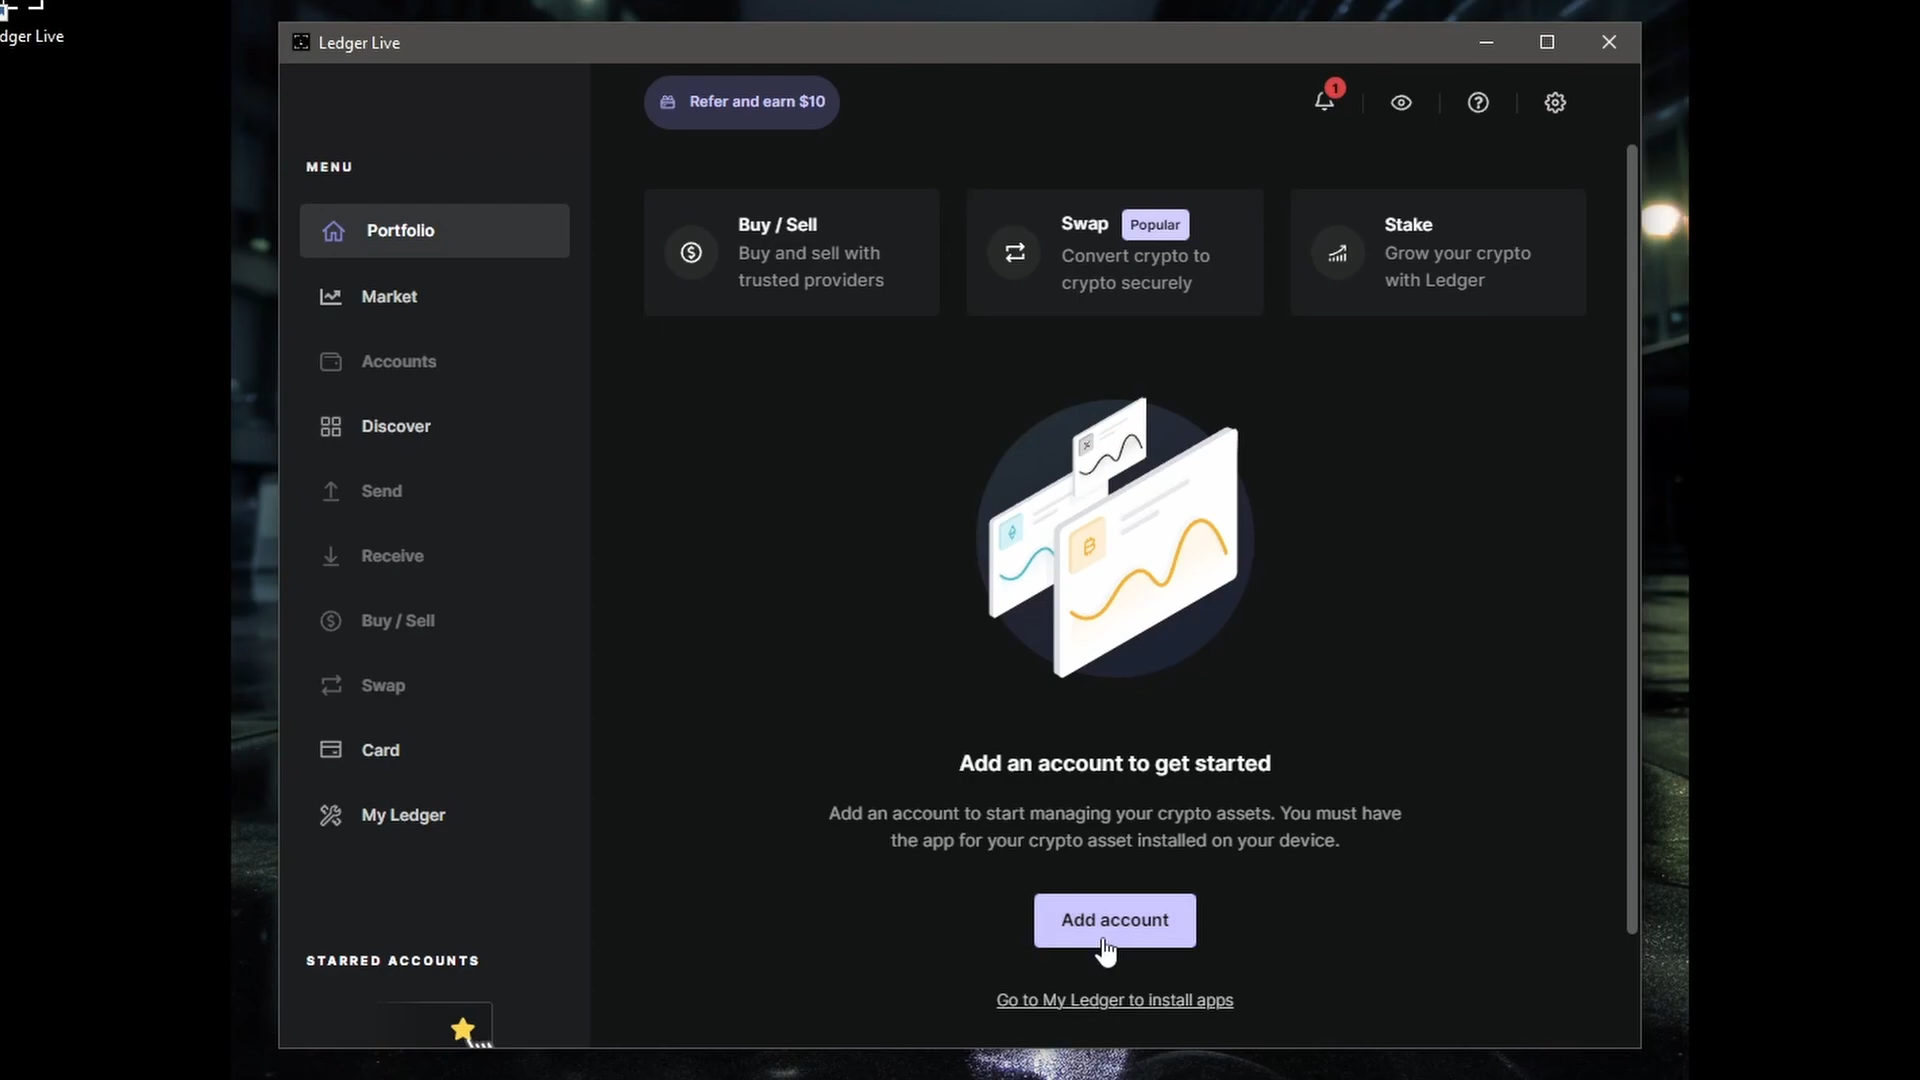 dger Live
Ledger Live
Refer and earn $10
1
MENU
Portfolio
Market
Accounts
Discover
Send
Receive
Buy / Sell
Swap
Card
My Ledger
STARRED ACCOUNTS
Buy / Sell
Buy and sell with
trusted providers
Swap Popular
Convert crypto to
crypto securely
Stake
Grow your crypto
with Ledger
Add an account to get started
Add an account to start managing your crypto assets. You must have
the app for your crypto asset installed on your device.
Add account
Go to My Ledger to install apps